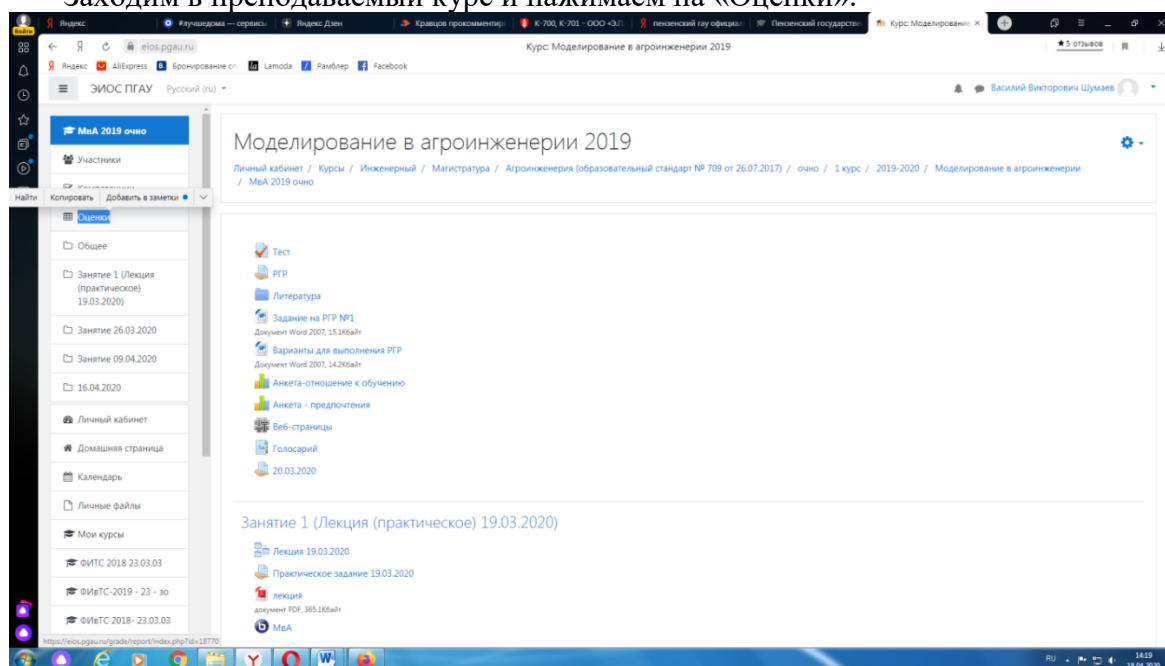 Заходим в преподаваемый курс и нажимаем на «Оценки».
Яндекс
#лучшедома — сервисы
Яндекс Дзен
Кравцов прокомментир
К-700, К-701 - ООО «ЭЛ
пензенский гау официал
Пензенский государстве
Курс: Моделирование
Войти
eios.pgau.ru
Курс: Моделирование в агроинженерии 2019
★ 5 отзывов
Яндекс
AliExpress
Бронирование от
Lamoda
Рамблер
Facebook
ЭИОС ПГАУ Русский (ru)
Василий Викторович Шумаев
МвА 2019 очно
Участники
Найти Копировать Добавить в заметки
Оценки
Общее
Занятие 1 (Лекция
(практическое)
19.03.2020)
Занятие 26.03.2020
Занятие 09.04.2020
16.04.2020
Личный кабинет
Домашняя страница
Календарь
Личные файлы
Мои курсы
ФИТС 2018 23.03.03
ФИвТС-2019 - 23 - зо
ФИвТС 2018- 23.03.03
https://eios.pgau.ru/grade/report/index.php?id=18770
Моделирование в агроинженерии 2019
Личный кабинет / Курсы / Инженерный / Магистратура / Агроинженерия (образовательный стандарт № 709 от 26.07.2017) / очно / 1 курс / 2019-2020 / Моделирование в агроинженерии
/ МвА 2019 очно
Тест
РГР
Литература
Задание на РГР №1
Документ Word 2007, 15.1Кбайт
Варианты для выполнения РГР
Документ Word 2007, 14.2Кбайт
Анкета-отношение к обучению
Анкета - предпочтения
Веб-страницы
Голосарий
20.03.2020
Занятие 1 (Лекция (практическое) 19.03.2020)
Лекция 19.03.2020
Практическое задание 19.03.2020
лекция
документ PDF, 365.1Кбайт
МвА
RU
14:19
18.04.2020